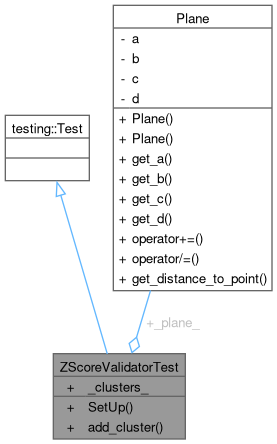 Plane
- a
- b
- c
- d
+ Plane()
+ Plane()
+ get_a()
+ get_b()
+ get_c()
+ get_d()
+ operator+=()
+ operator/=()
+ get_distance_to_point()
testing::Test
+_plane_
ZScoreValidatorTest
+ _clusters_
+ SetUp()
+ add_cluster()